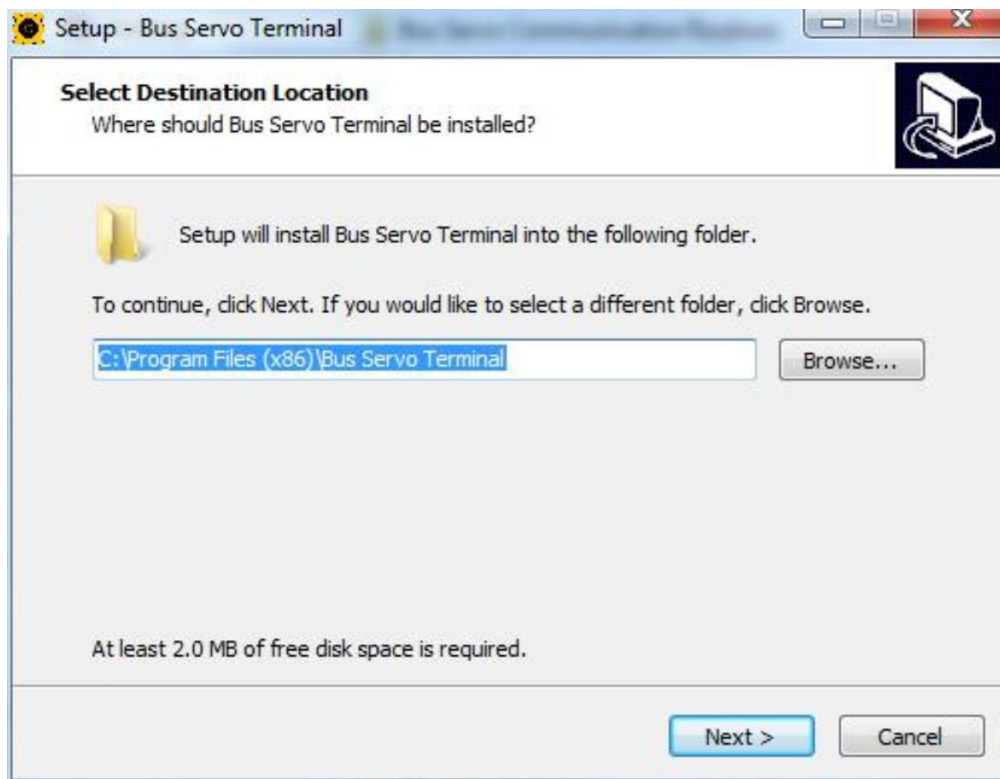 Setup - Bus Servo Terminal
Select Destination Location
Where should Bus Servo Terminal be installed?
Setup will install Bus Servo Terminal into the following folder.
To continue, click Next. If you would like to select a different folder, click Browse.
C:\Program Files (x86)\Bus Servo Terminal
Browse...
At least 2.0 MB of free disk space is required.
Next >
Cancel